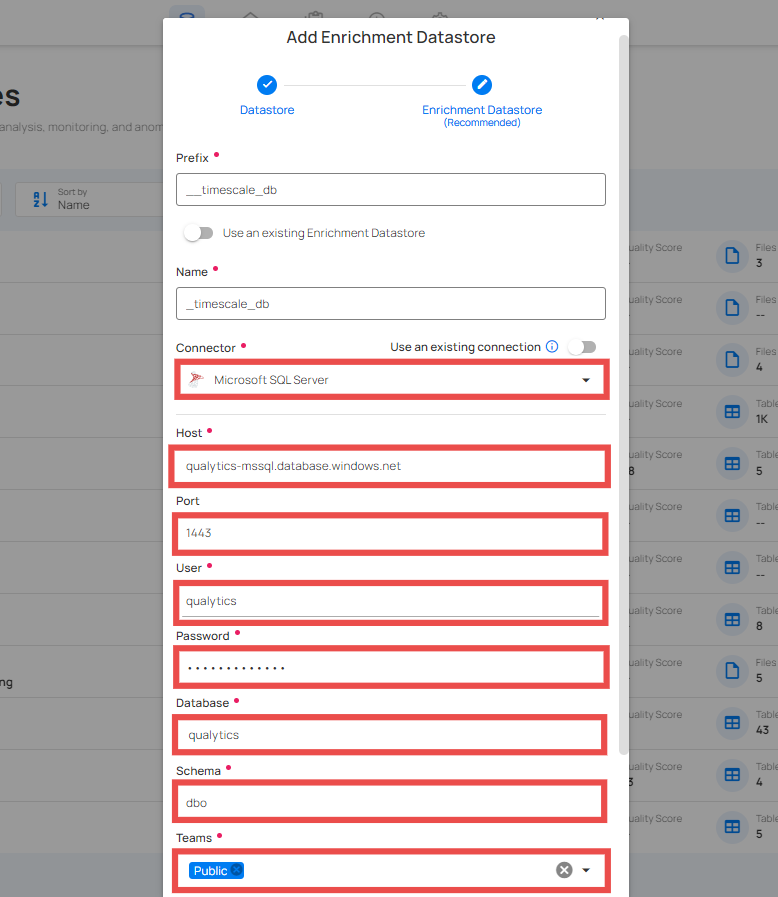 Add Enrichment Datastore
Datastore
Enrichment Datastore
(Recommended)
es
analysis, monitoring, and anom
Sort by
Name
Prefix
__timescale_db
Use an existing Enrichment Datastore
Name
_timescale_db
Connector
Use an existing connection
Microsoft SQL Server
Host
qualytics-mssql.database.windows.net
Port
1443
User
qualytics
Password
Database
qualytics
Schema
dbo
Teams
Public
ng
uality Score
Files
3
uality Score
Files
--
uality Score
Files
4
uality Score
Table
1K
uality Score
8
Table
5
uality Score
Table
--
uality Score
Table
--
uality Score
Table
8
uality Score
Files
5
uality Score
Table
43
uality Score
3
Table
4
uality Score
Table
5